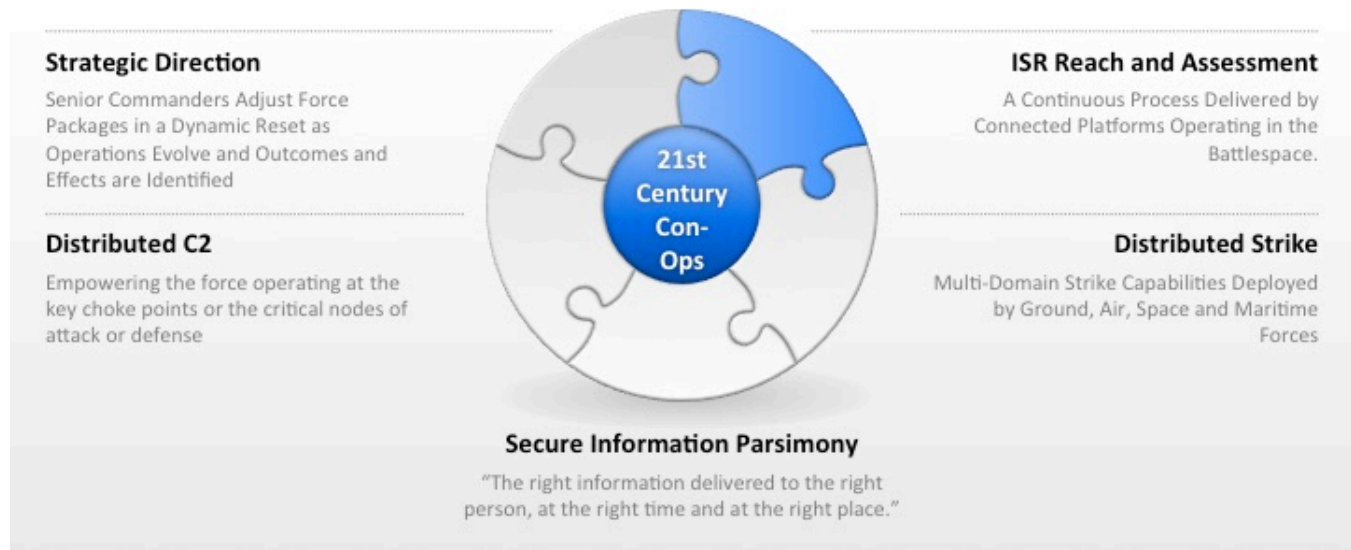 Strategic Direction
Senior Commanders Adjust Force
Packages in a Dynamic Reset as
Operations Evolve and Outcomes and
Effects are Identified
Distributed C2
Empowering the force operating at the
key choke points or the critical nodes of
attack or defense
21st
Century
Con-
Ops
ISR Reach and Assessment
A Continuous Process Delivered by
Connected Platforms Operating in the
Battlespace.
Distributed Strike
Multi-Domain Strike Capabilities Deployed
by Ground, Air, Space and Maritime
Forces
Secure Information Parsimony
“The right information delivered to the right
person, at the right time and at the right place.”